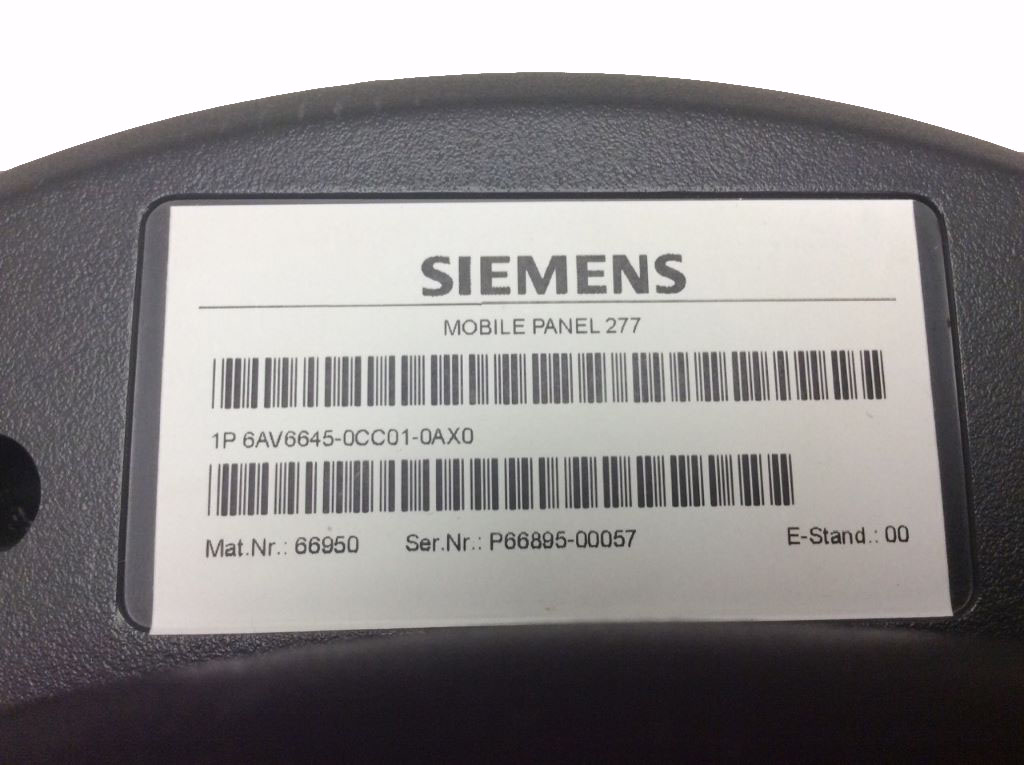 SIEMENS
MOBILE PANEL 277
1P 6AV6645-0CC01-0AX0
Mat.Nr.: 66950 Ser.Nr.: P66895-00057 E-Stand.: 00